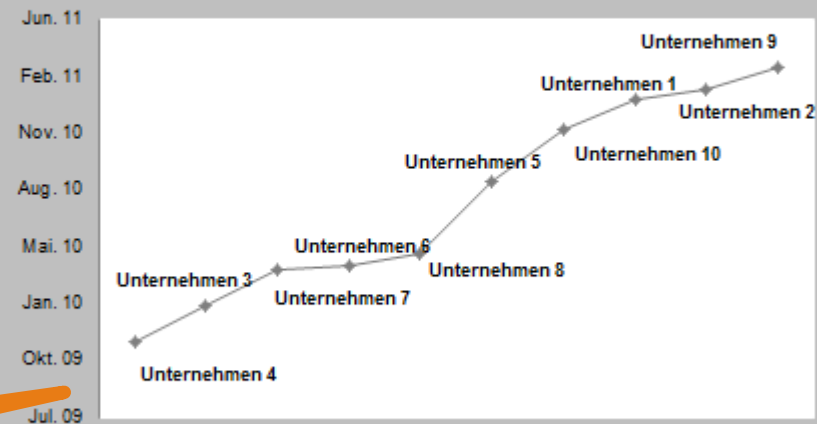 Jun. 11
Unternehmen 9
Feb. 11
Unternehmen 1
Unternehmen 2
Nov. 10
Unternehmen 5
Unternehmen 10
Aug. 10
Mai. 10
Unternehmen 6
Unternehmen 3
Unternehmen 8
Jan. 10
Unternehmen 7
Okt. 09
Unternehmen 4
Jul. 09